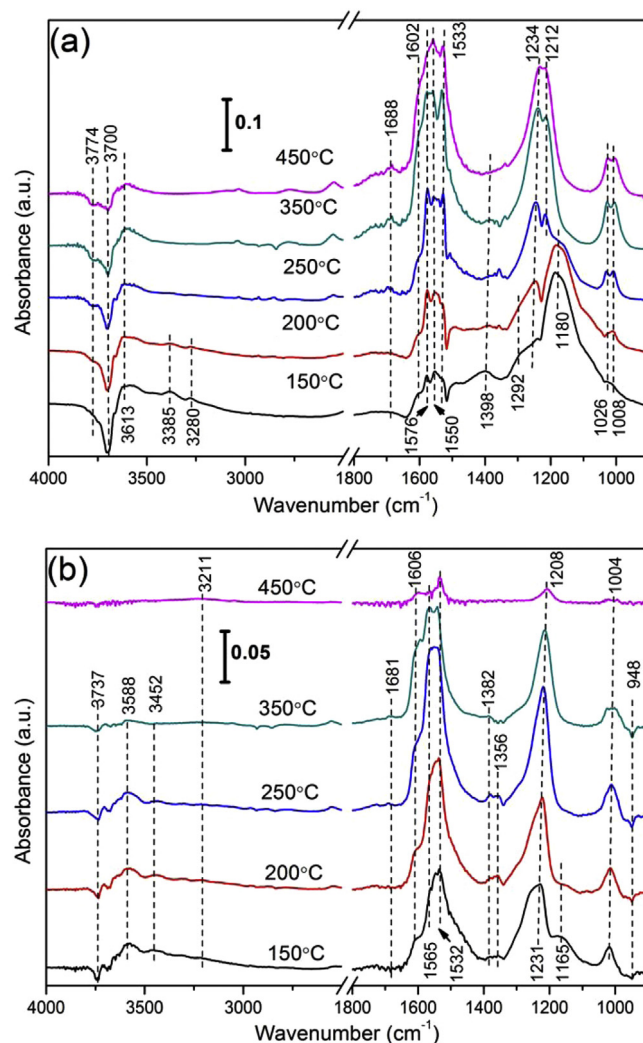 (a)
3774
3700
1688
1602
1533
1234
1212
0.1
450°C
350°C
250°C
200°C
150°C
3613
3385
3280
1576
1550
1398
1292
1180
1026
1008
Absorbance (a.u.)
4000 3500 3000 1800 1600 1400 1200 1000
Wavenumber (cm-1)
(b)
3737
3588
3452
3211
1681
1606
1382
1356
1208
1004
948
0.05
450°C
350°C
250°C
200°C
150°C
1565
1532
1231
1165
Absorbance (a.u.)
4000 3500 3000 1800 1600 1400 1200 1000
Wavenumber (cm-1)